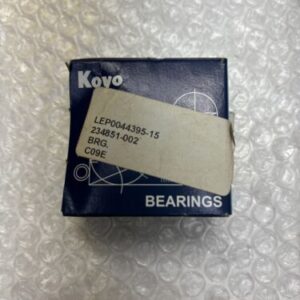 Koyo
LEP0044395-15
234851-002
BRG.
C09E
BEARINGS